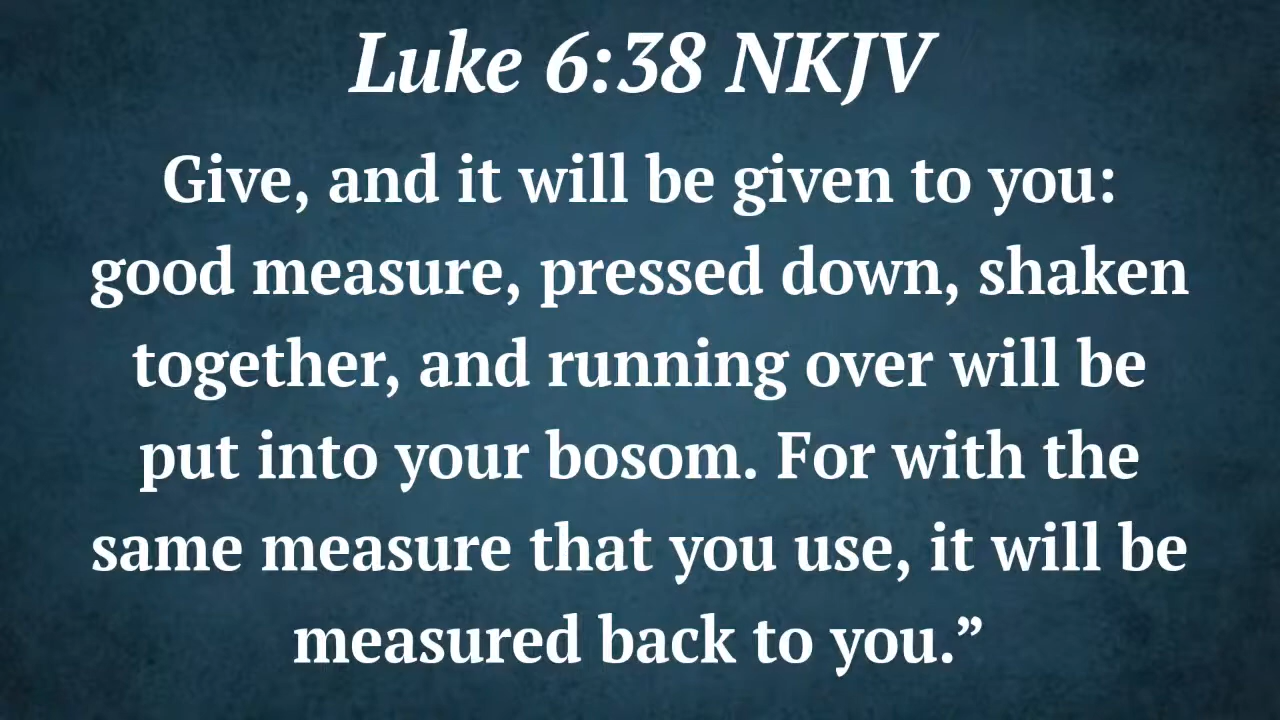 Luke 6:38 NKJV
Give, and it will be given to you:
good measure, pressed down, shaken
together, and running over will be
put into your bosom. For with the
same measure that you use, it will be
measured back to you.”